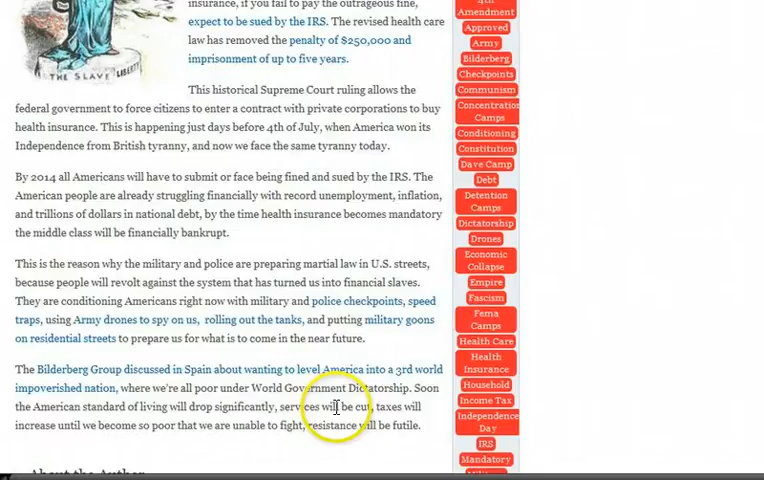 insurance, if you fail to pay the outrageous fine,
expect to be sued by the IRS. The revised health care
law has removed the penalty of $250,000 and
imprisonment of up to five years.
THE SLAVE LIBERTY
This historical Supreme Court ruling allows the
federal government to force citizens to enter a contract with private corporations to buy
health insurance. This is happening just days before 4th of July, when America won its
Independence from British tyranny, and now we face the same tyranny today.
By 2014 all Americans will have to submit or face being fined and sued by the IRS. The
American people are already struggling financially with record unemployment, inflation,
and trillions of dollars in national debt, by the time health insurance becomes mandatory
the middle class will be financially bankrupt.
This is the reason why the military and police are preparing martial law in U.S. streets,
because people will revolt against the system that has turned us into financial slaves.
They are conditioning Americans right now with military and police checkpoints, speed
traps, using Army drones to spy on us, rolling out the tanks, and putting military goons
on residential streets to prepare us for what is to come in the near future.
The Bilderberg Group discussed in Spain about wanting to level America into a 3rd world
impoverished nation, where we're all poor under World Government Dictatorship. Soon
the American standard of living will drop significantly, services will be cut, taxes will
increase until we become so poor that we are unable to fight, resistance will be futile.
About the Author
4th
Amendment
Approved
Army
Bilderberg
Checkpoints
Communism
Concentration
Camps
Conditioning
Constitution
Dave Camp
Debt
Detention
Camps
Dictatorship
Drones
Economic
Collapse
Empire
Fascism
Fema
Camps
Health Care
Health
Insurance
Household
Income Tax
Independence
Day
IRS
Mandatory